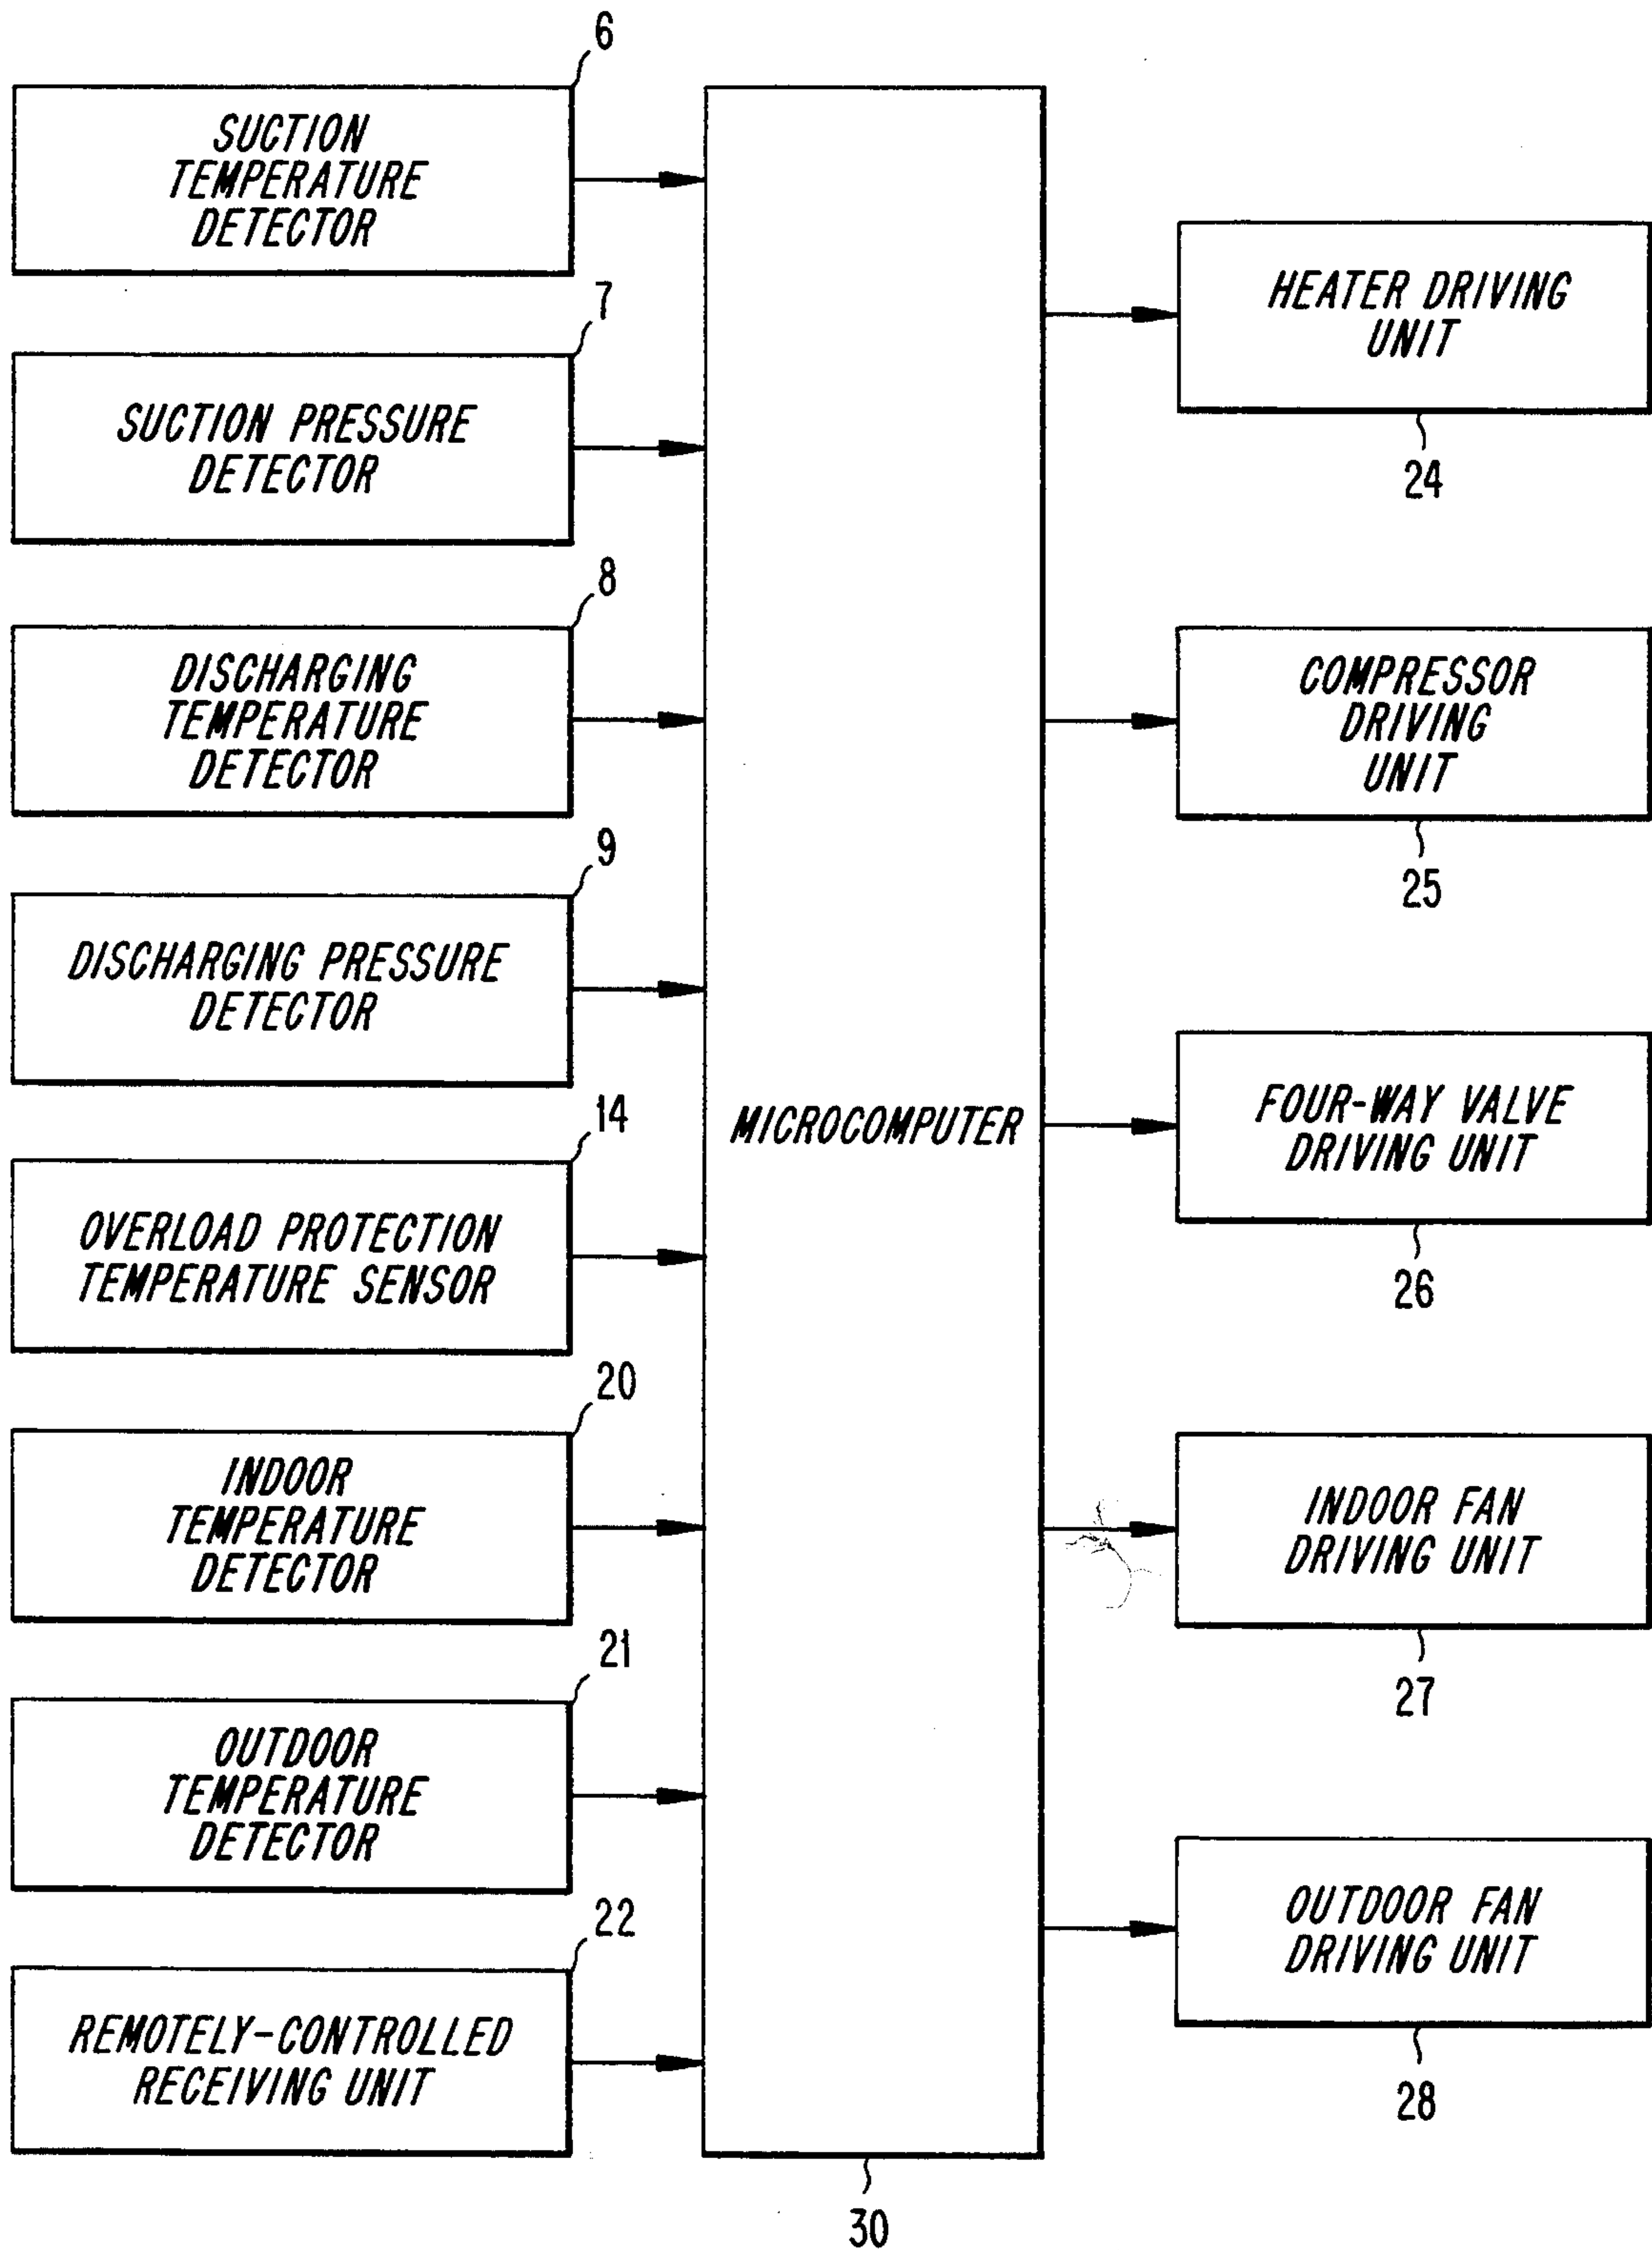 6
SUCTION
TEMPERATURE
DETECTOR
7
SUCTION PRESSURE
DETECTOR
8
DISCHARGING
TEMPERATURE
DETECTOR
9
DISCHARGING PRESSURE
DETECTOR
14
OVERLOAD PROTECTION
TEMPERATURE SENSOR
20
INDOOR
TEMPERATURE
DETECTOR
21
OUTDOOR
TEMPERATURE
DETECTOR
22
REMOTELY-CONTROLLED
RECEIVING UNIT
MICROCOMPUTER
30
HEATER DRIVING
UNIT
24
COMPRESSOR
DRIVING
UNIT
25
FOUR-WAY VALVE
DRIVING UNIT
26
INDOOR FAN
DRIVING UNIT
27
OUTDOOR FAN
DRIVING UNIT
28